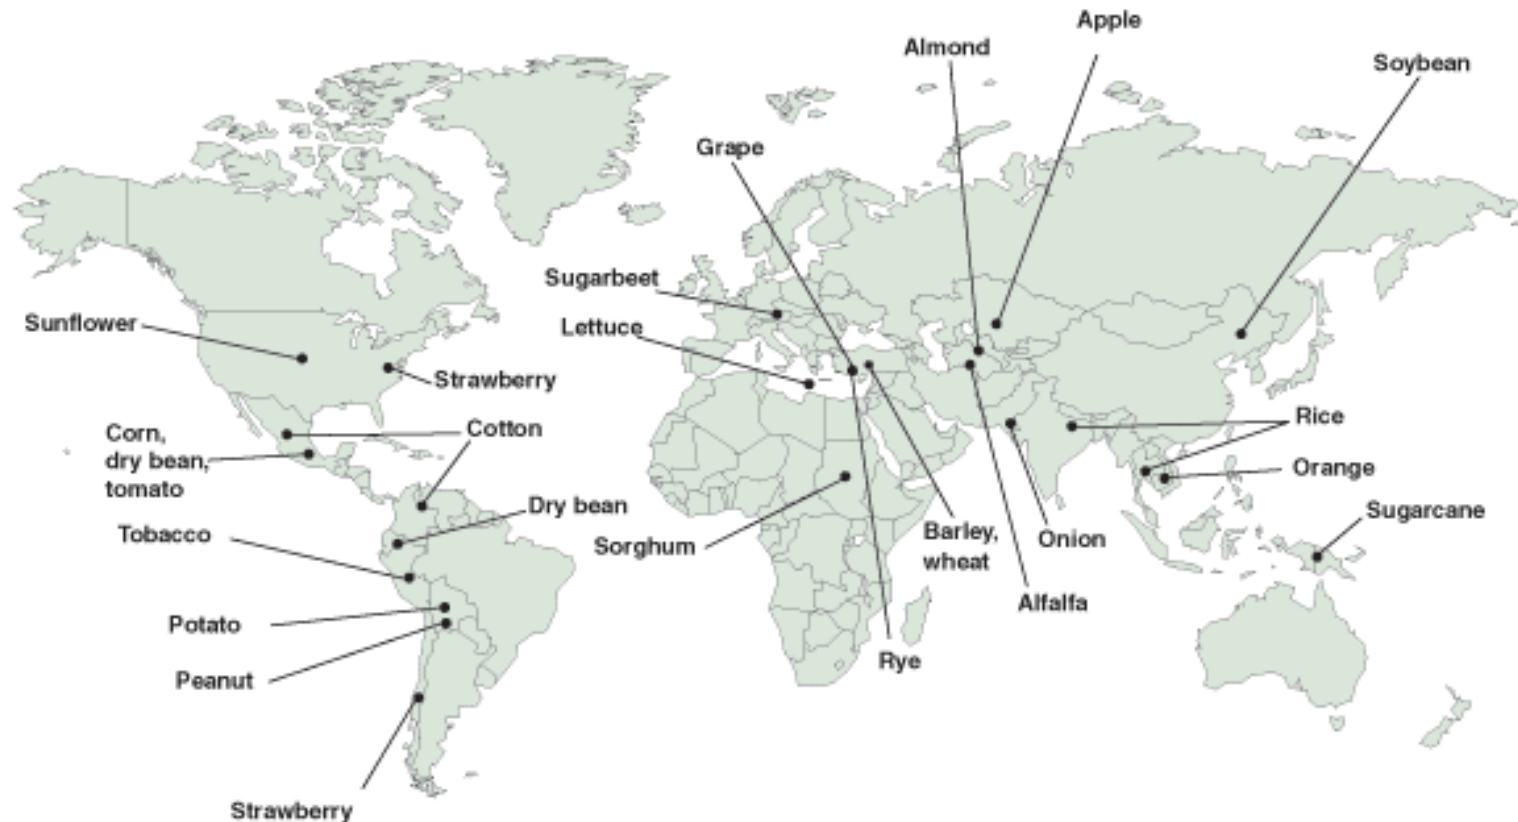 Apple
Almond
Soybean
Grape
Sugarbeet
Lettuce
Sunflower
Strawberry
Cotton
Corn,
dry bean,
tomato
Rice
Orange
Dry bean
Sugarcane
Tobacco
Sorghum
Barley,
wheat
Onion
Alfalfa
Potato
Rye
Peanut
Strawberry